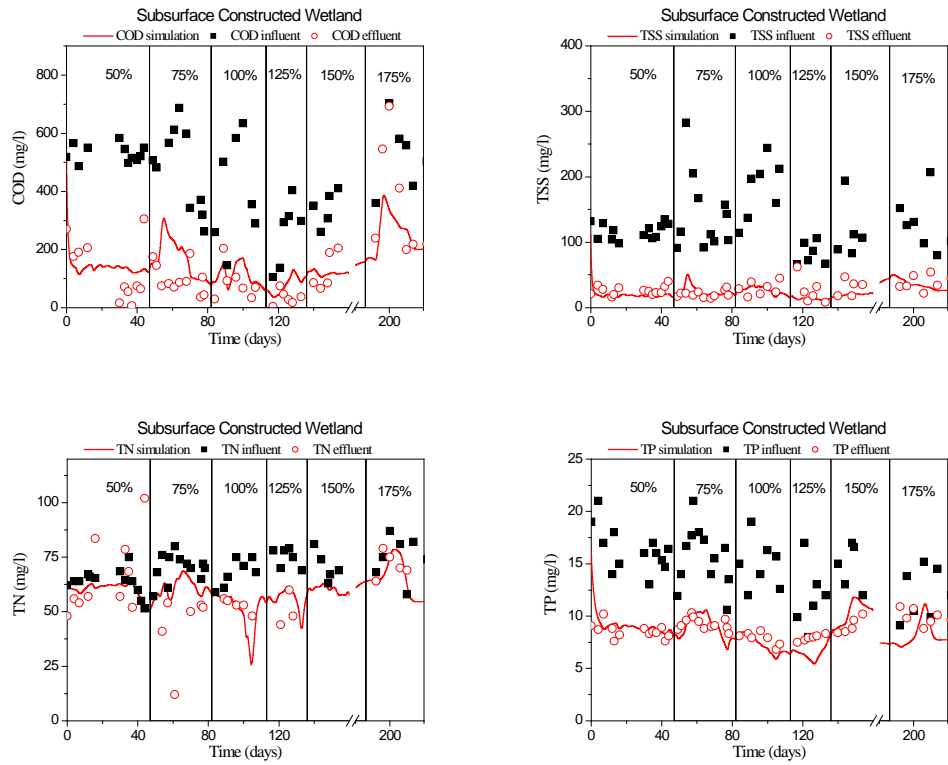 Subsurface Constructed Wetland
COD simulation COD influent COD effluent
800
600
400
200
0
COD (mg/l)
50% 75% 100% 125% 150% 175%
0 40 80 120 200
Time (days)
Subsurface Constructed Wetland
TSS simulation TSS influent TSS effluent
400
300
200
100
0
TSS (mg/l)
50% 75% 100% 125% 150% 175%
0 40 80 120 200
Time (days)
Subsurface Constructed Wetland
TN simulation TN influent TN effluent
100
75
50
25
0
TN (mg/l)
50% 75% 100% 125% 150% 175%
0 40 80 120 200
Time (days)
Subsurface Constructed Wetland
TP simulation TP influent TP effluent
25
20
15
10
5
0
TP (mg/l)
50% 75% 100% 125% 150% 175%
0 40 80 120 200
Time (days)